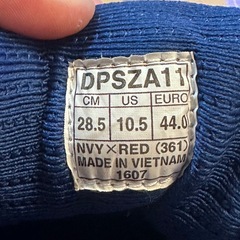 DPSZA11
CM US EURO
28.5 10.5 44.0
NVY×RED (361)
MADE IN VIETNAM
1607